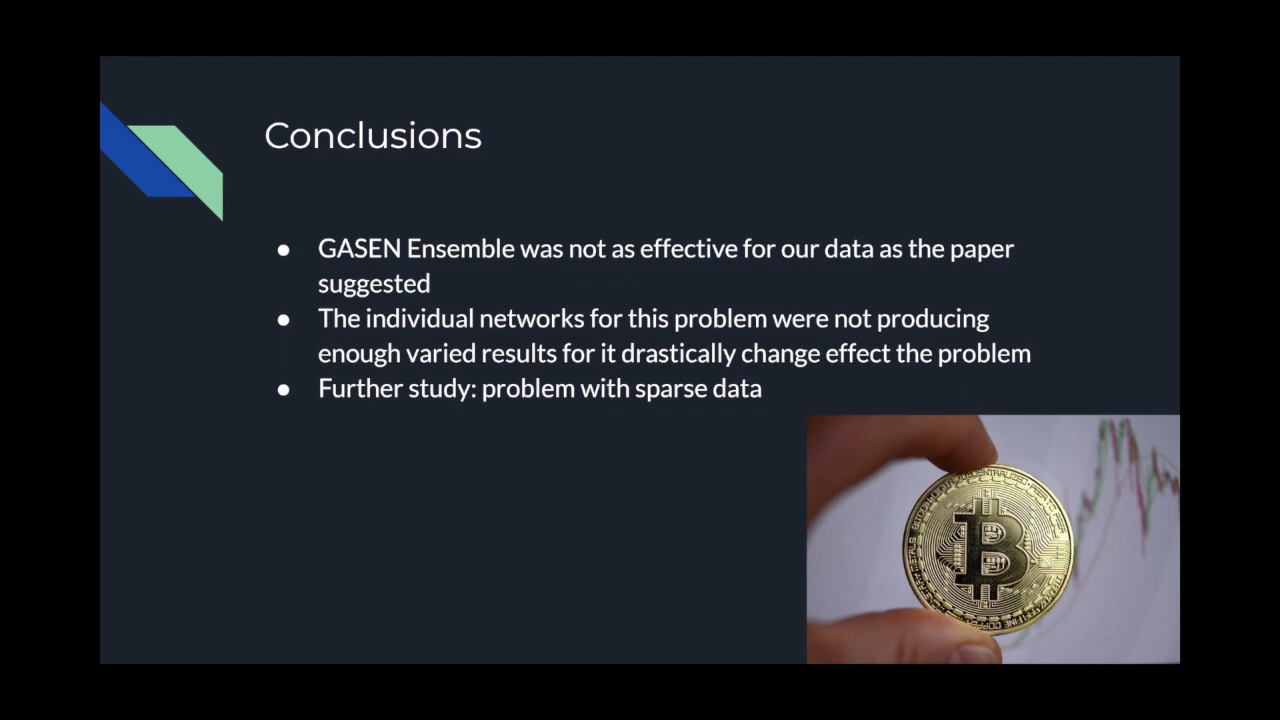 Conclusions
● GASEN Ensemble was not as effective for our data as the paper
suggested
● The individual networks for this problem were not producing
enough varied results for it drastically change effect the problem
● Further study: problem with sparse data